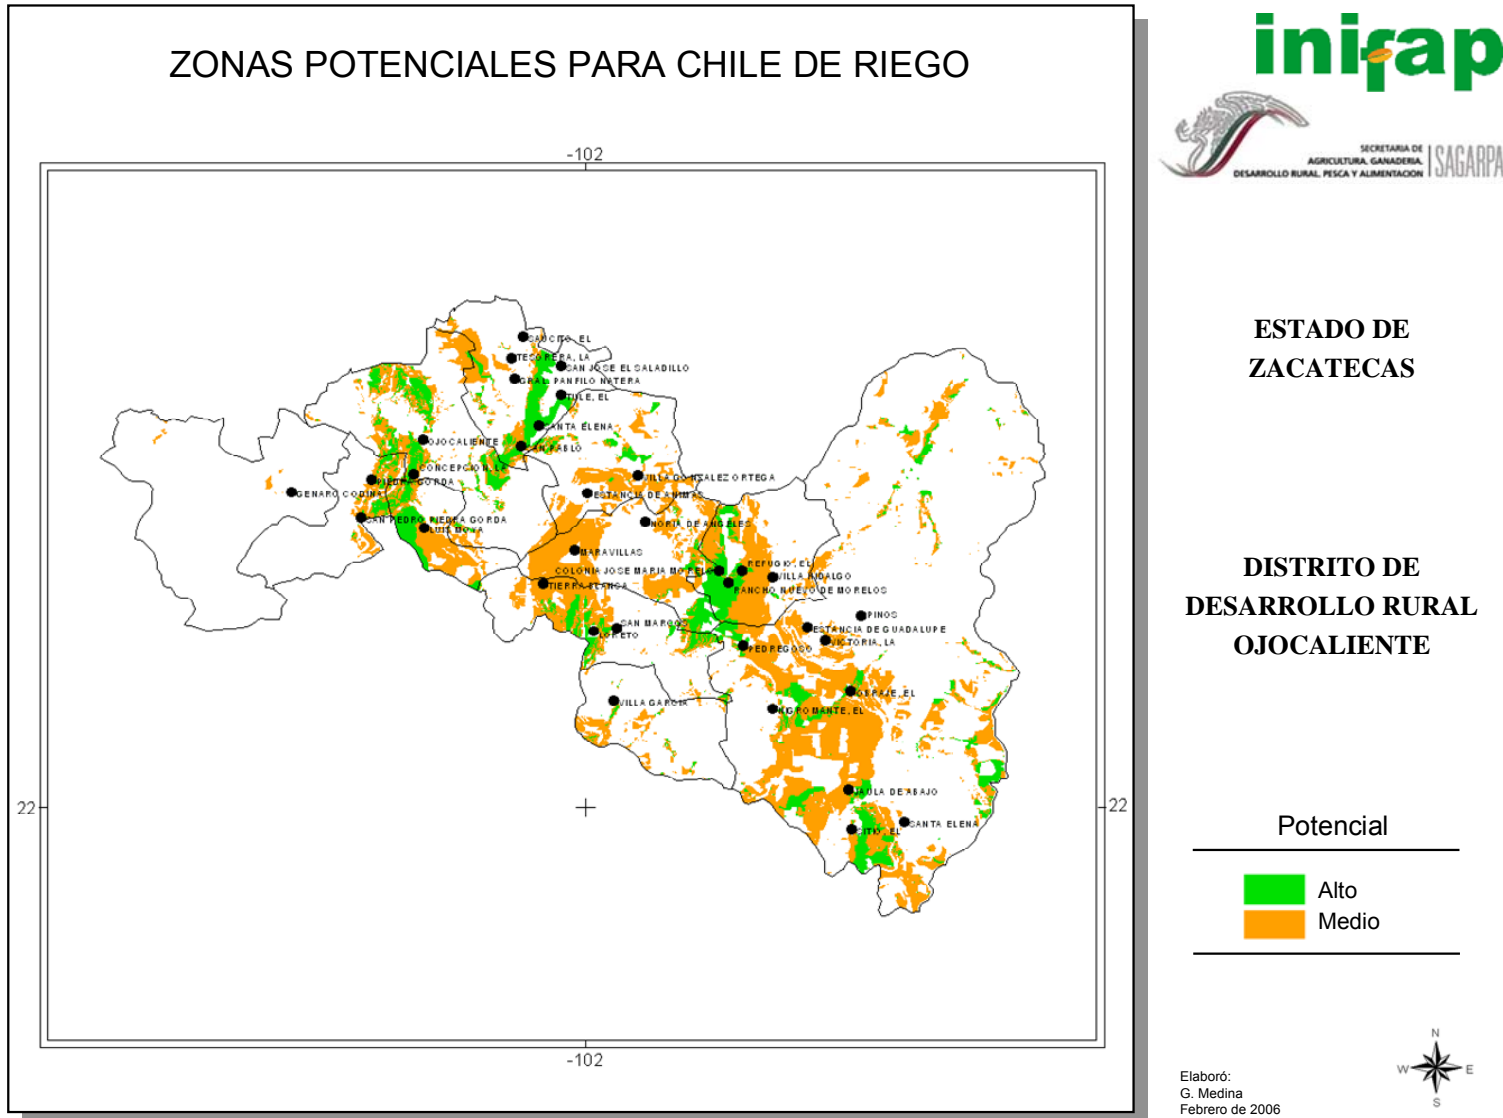 ZONAS POTENCIALES PARA CHILE DE RIEGO
-102
SAUCITO, EL
TESORERA, LA
SAN JOSE EL SALADILLO
GRAL. PANFILO NATERA
TULE, EL
SANTA ELENA
OJOCALIENTE
SAN PABLO
CONCEPCION, LA
PIEDRA GORDA
VILLA GONZALEZ ORTEGA
GENARO CODINA
ESTANCIA DE ANIMAS
SAN PEDRO PIEDRA GORDA
LUIS MOYA
NORIA DE ANGELES
MARAVILLAS
COLONIA JOSE MARIA MORELOS
REFUGIO, EL
VILLA HIDALGO
TIERRA BLANCA
RANCHO NUEVO DE MORELOS
PINOS
SAN MARCOS
LORETO
ESTANCIA DE GUADALUPE
VICTORIA, LA
PEDREGOSO
OBRAJE, EL
VILLA GARCIA
NIGROMANTE, EL
JAULA DE ABAJO
SANTA ELENA
SITIO, EL
22
22
-102
inifap
SECRETARIA DE
AGRICULTURA, GANADERIA,
DESARROLLO RURAL, PESCA Y ALIMENTACION
SAGARPA
ESTADO DE
ZACATECAS
DISTRITO DE
DESARROLLO RURAL
OJOCALIENTE
Potencial
Alto
Medio
N
W
E
S
Elaboró:
G. Medina
Febrero de 2006